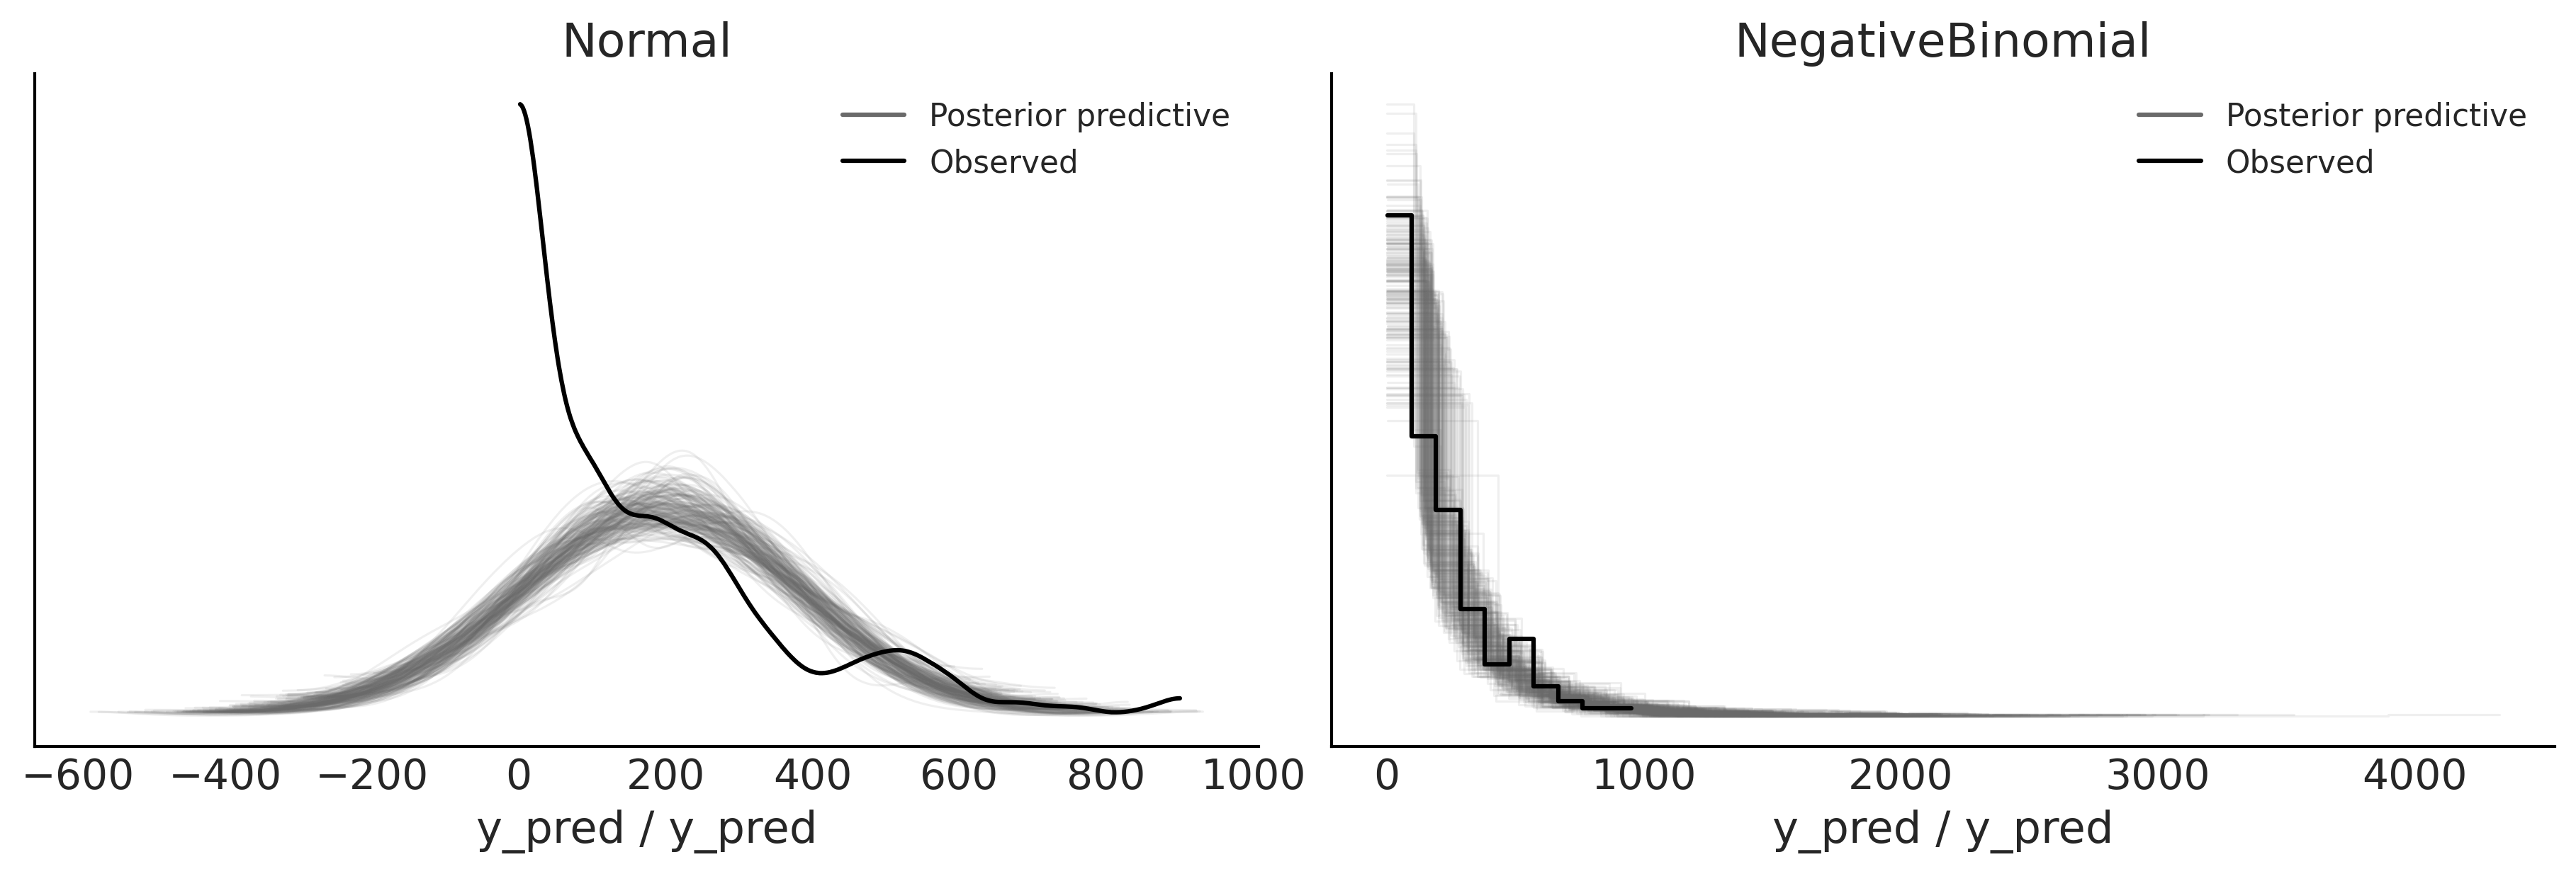 Normal
Posterior predictive
Observed
−600 −400 −200 0 200 400 600 800 1000
y_pred / y_pred
NegativeBinomial
Posterior predictive
Observed
0 1000 2000 3000 4000
y_pred / y_pred